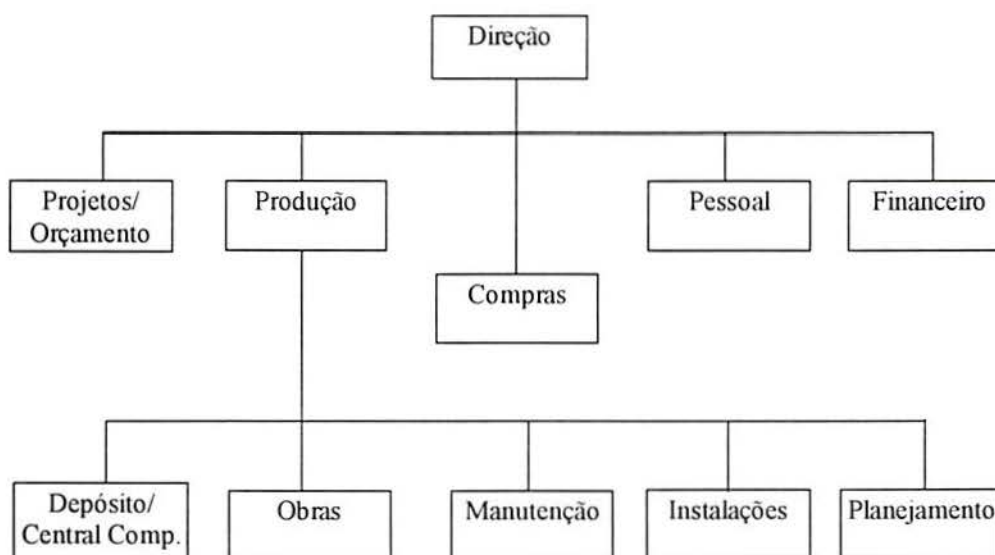 Direção
Projetos/
Orçamento
Produção
Pessoal
Financeiro
Compras
Depósito/
Central Comp.
Obras
Manutenção
Instalações
Planejamento